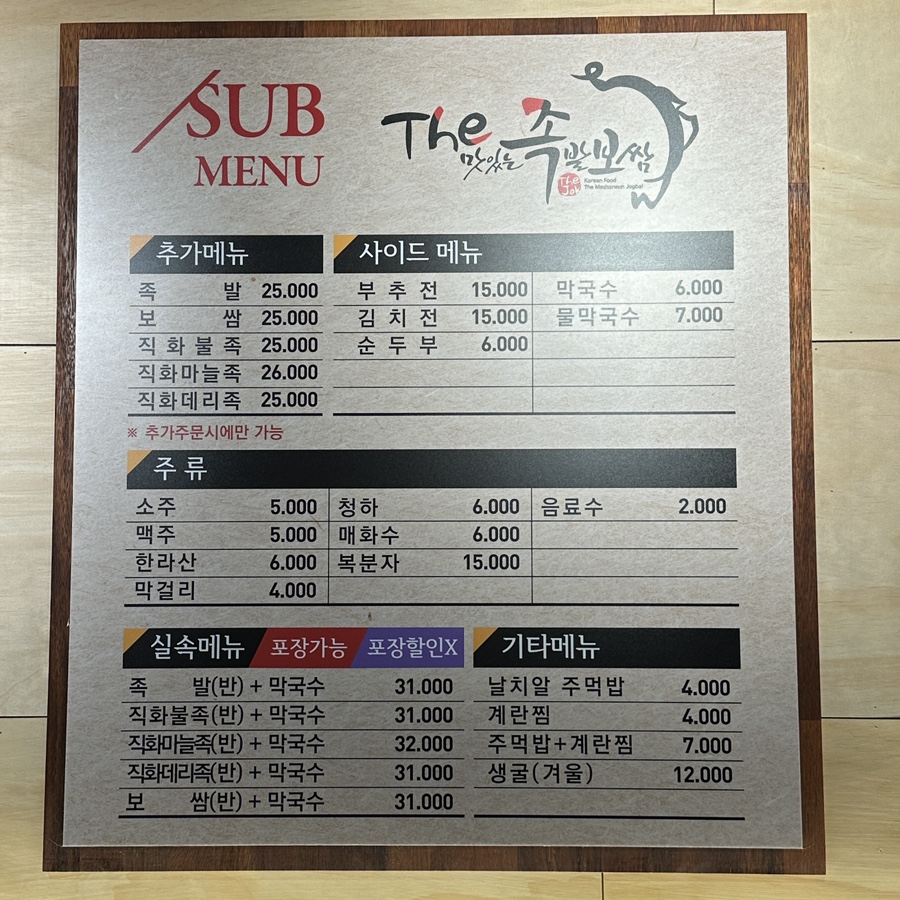 SUB
MENU
The 맛있는 족발보쌈
The Jok
Korean Food
The Masitneun Jogbal
추가메뉴
족 발 25.000
보 쌈 25.000
직화불족 25.000
직화마늘족 26.000
직화데리족 25.000
※ 추가주문시에만 가능
사이드 메뉴
부추전 15.000 막국수 6.000
김치전 15.000 물막국수 7.000
순두부 6.000
주류
소주 5.000 청하 6.000 음료수 2.000
맥주 5.000 매화수 6.000
한라산 6.000 복분자 15.000
막걸리 4.000
실속메뉴 포장가능 포장할인X
족 발(반) + 막국수 31.000
직화불족(반) + 막국수 31.000
직화마늘족(반) + 막국수 32.000
직화데리족(반) + 막국수 31.000
보 쌈(반) + 막국수 31.000
기타메뉴
날치알 주먹밥 4.000
계란찜 4.000
주먹밥+계란찜 7.000
생굴(겨울) 12.000